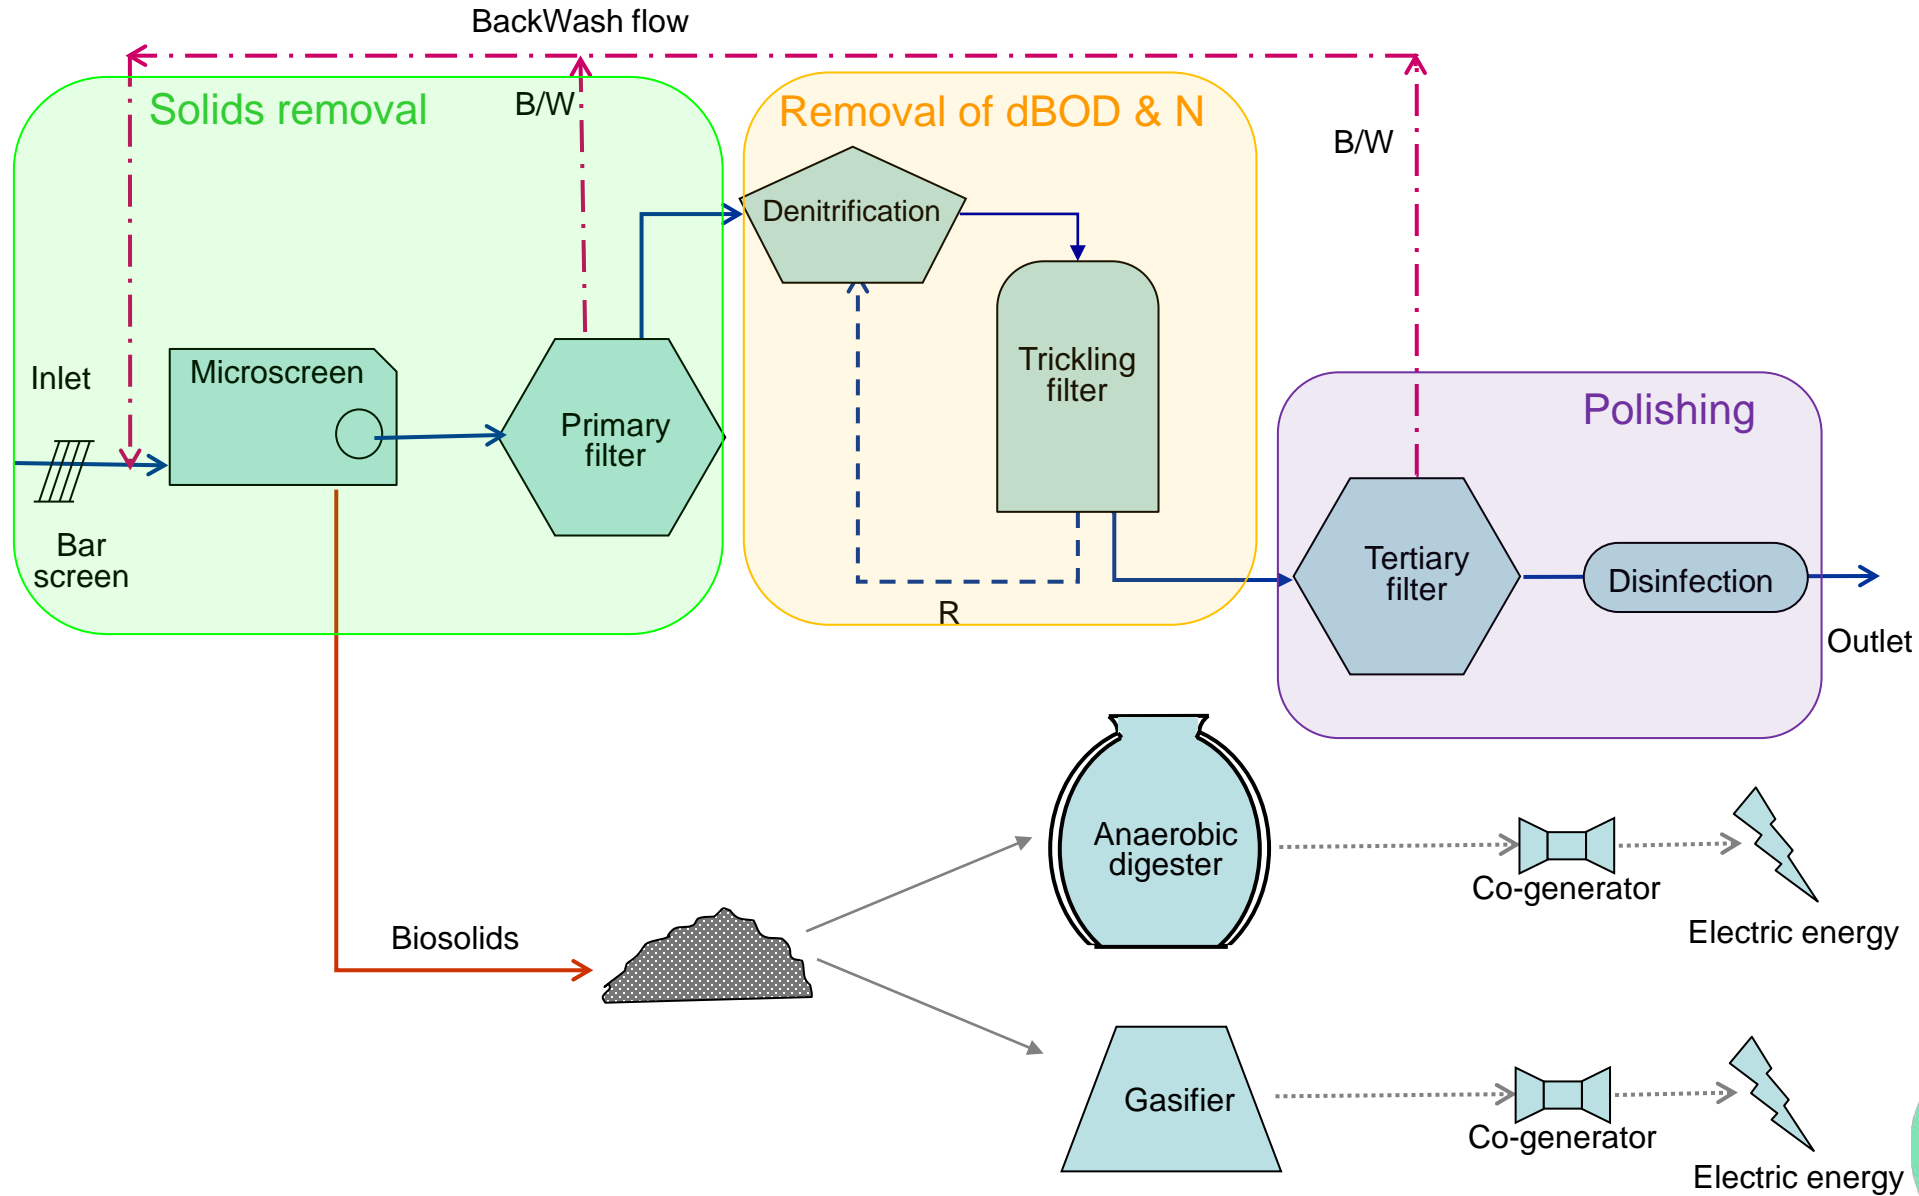 BackWash flow
Solids removal
B/W
Removal of dBOD & N
B/W
Denitrification
Inlet
Microscreen
Primary
filter
Trickling
filter
Polishing
Bar
screen
R
Tertiary
filter
Disinfection
Outlet
Anaerobic
digester
Co-generator
Electric energy
Biosolids
Gasifier
Co-generator
Electric energy